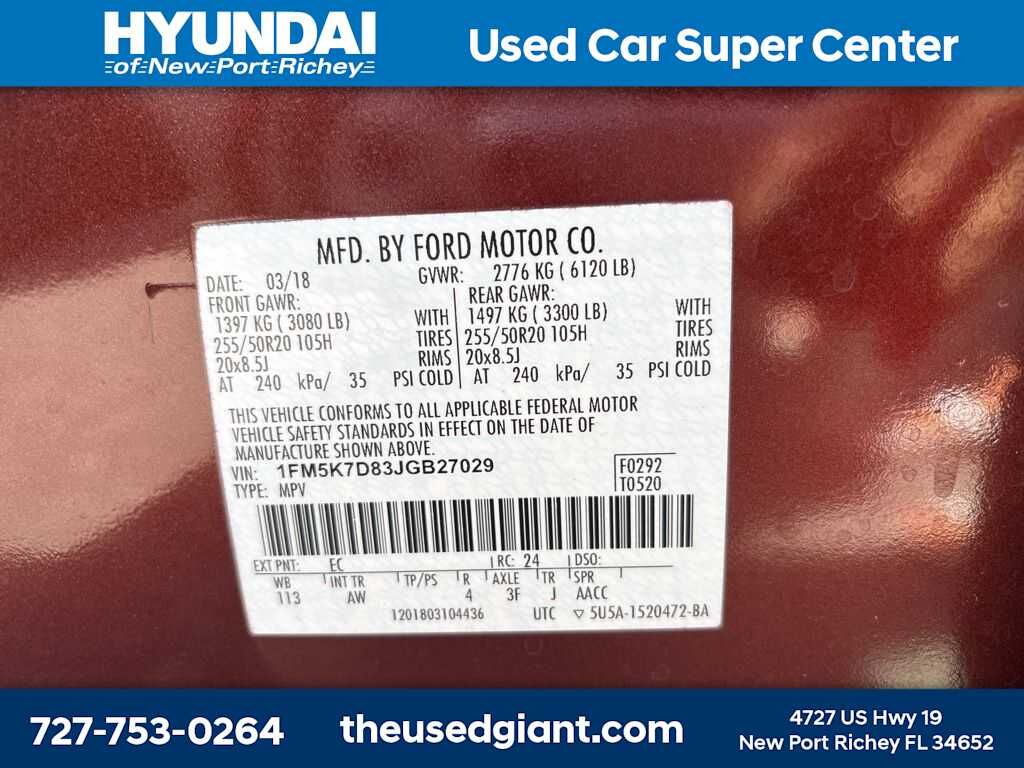 HYUNDAI
of New Port Richey
Used Car Super Center
MFD. BY FORD MOTOR CO.
DATE: 03/18 GVWR: 2776 KG ( 6120 LB)
FRONT GAWR: REAR GAWR:
1397 KG ( 3080 LB) WITH 1497 KG ( 3300 LB) WITH
255/50R20 105H TIRES 255/50R20 105H TIRES
20x8.5J RIMS 20x8.5J RIMS
AT 240 kPa/ 35 PSI COLD AT 240 kPa/ 35 PSI COLD
THIS VEHICLE CONFORMS TO ALL APPLICABLE FEDERAL MOTOR
VEHICLE SAFETY STANDARDS IN EFFECT ON THE DATE OF
MANUFACTURE SHOWN ABOVE.
VIN: 1FM5K7D83JGB27029 F0292
TYPE: MPV T0520
EXT PNT: EC RC: 24 DSO:
WB INT TR TP/PS R AXLE TR SPR
113 AW 4 3F J AACC
1201803104436 UTC ▽ 5U5A-1520472-BA
727-753-0264
theusedgiant.com
4727 US Hwy 19
New Port Richey FL 34652